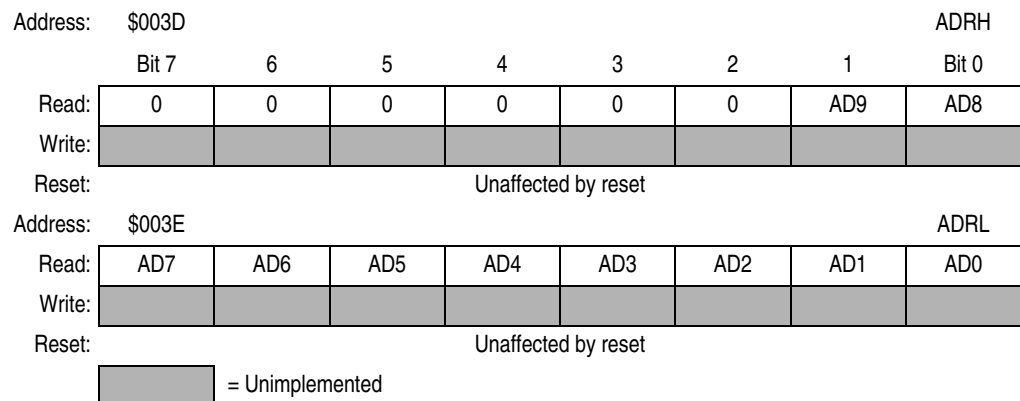 Address: $003D ADRH
Bit 7 6 5 4 3 2 1 Bit 0
Read: 0 0 0 0 0 0 AD9 AD8
Write:
Reset: Unaffected by reset
Address: $003E ADRL
Read: AD7 AD6 AD5 AD4 AD3 AD2 AD1 AD0
Write:
Reset: Unaffected by reset
= Unimplemented